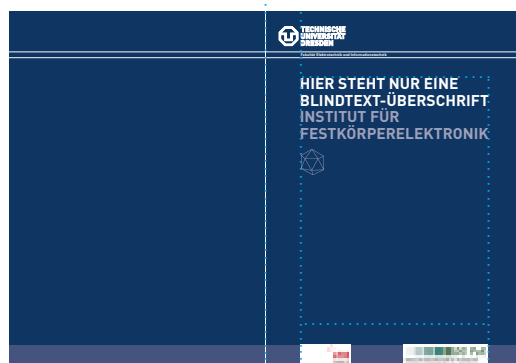 TECHNISCHE
UNIVERSITÄT
DRESDEN
Fakultät Elektrotechnik und Informationstechnik
HIER STEHT NUR EINE
BLINDTEXT-ÜBERSCHRIFT
INSTITUT FÜR
FESTKÖRPERELEKTRONIK